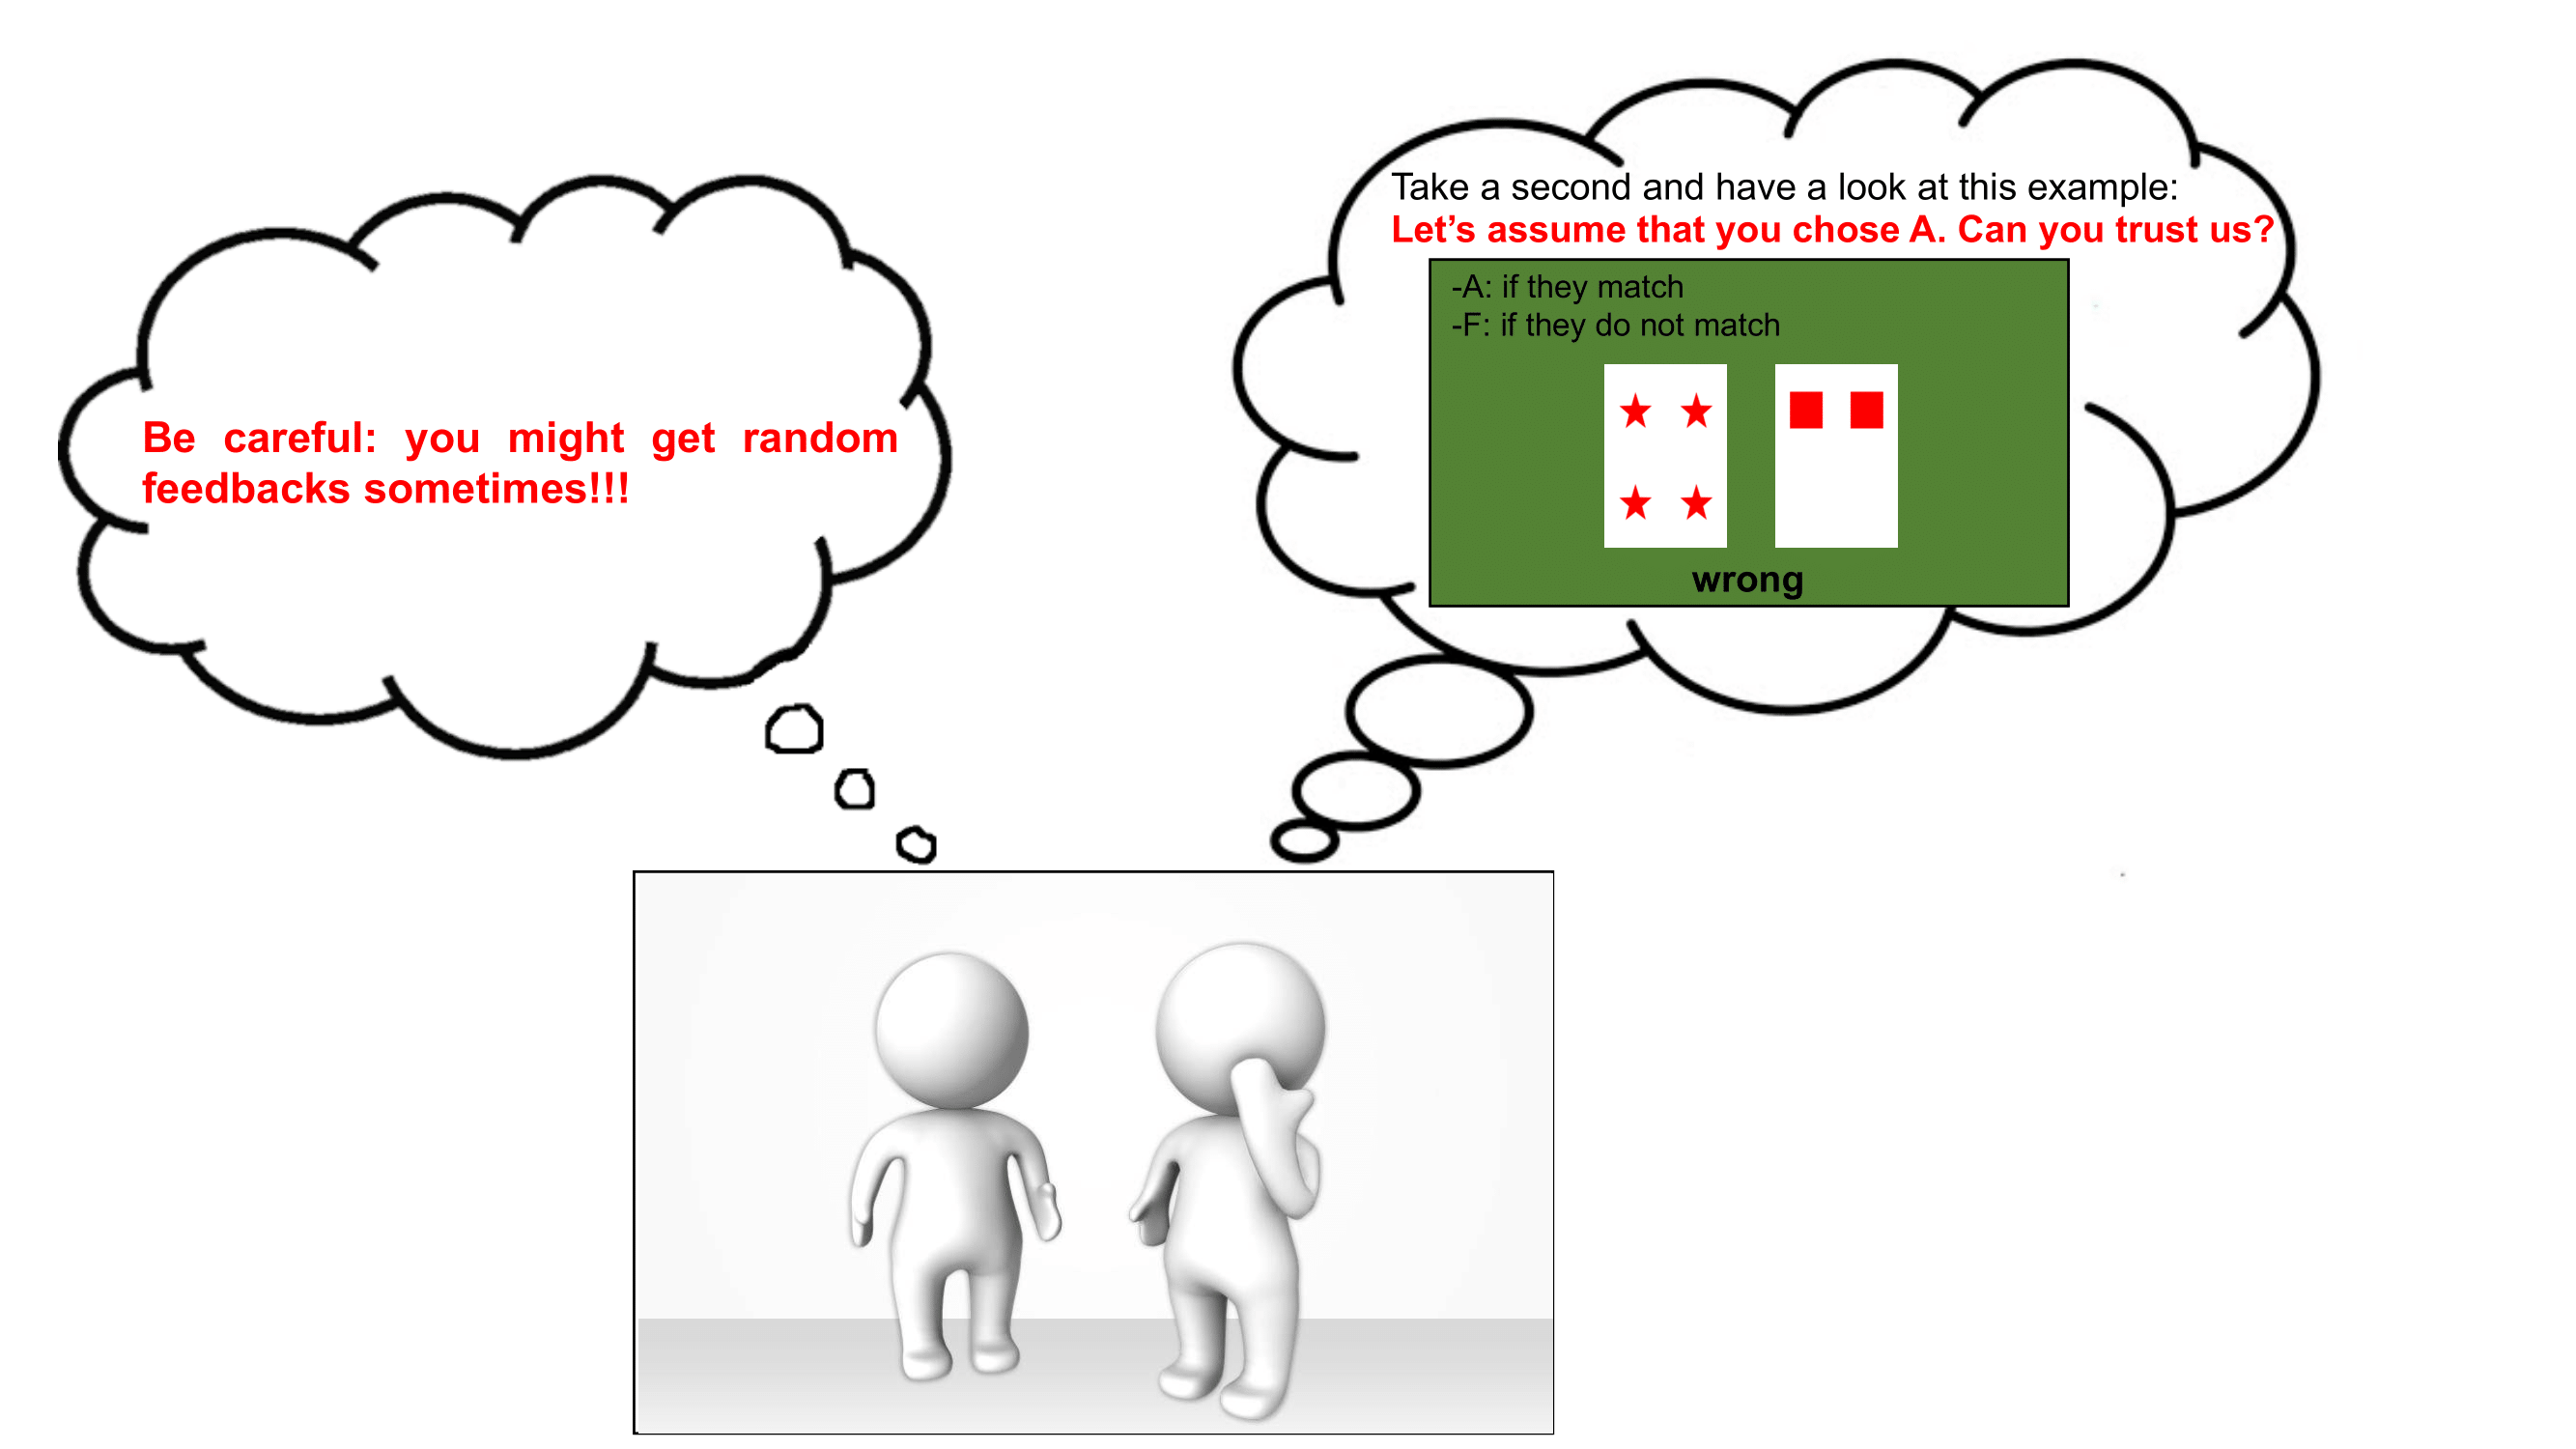 Be careful: you might get random
feedbacks sometimes!!!
Take a second and have a look at this example:
Let’s assume that you chose A. Can you trust us?
-A: if they match
-F: if they do not match
wrong